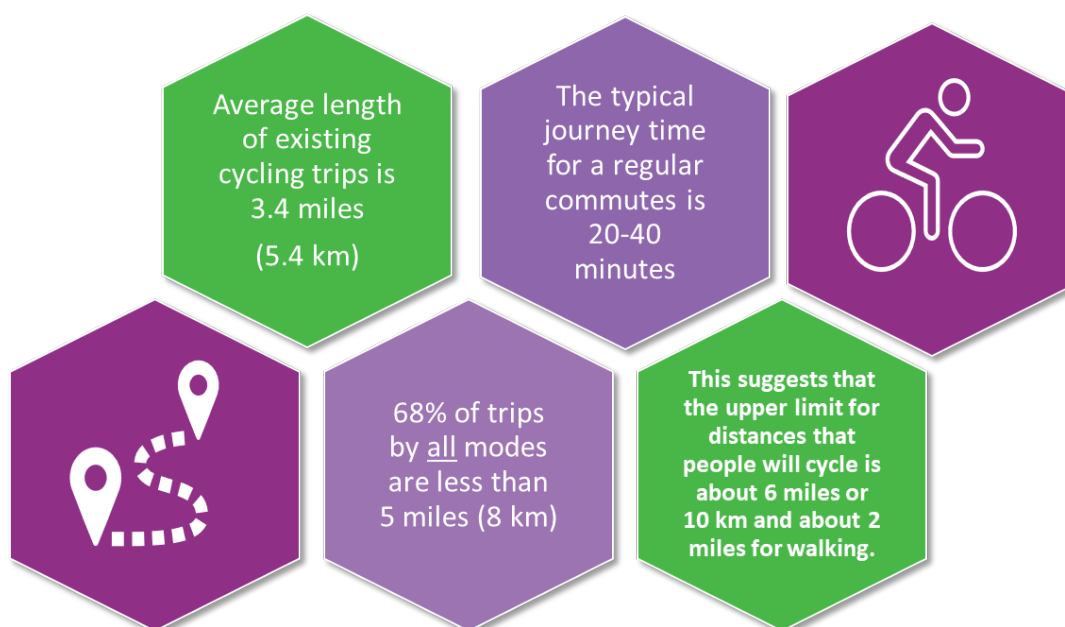 Average length
of existing
cycling trips is
3.4 miles
(5.4 km)
The typical
journey time
for a regular
commutes is
20-40
minutes
68% of trips
by all modes
are less than
5 miles (8 km)
This suggests that
the upper limit for
distances that
people will cycle is
about 6 miles or
10 km and about 2
miles for walking.